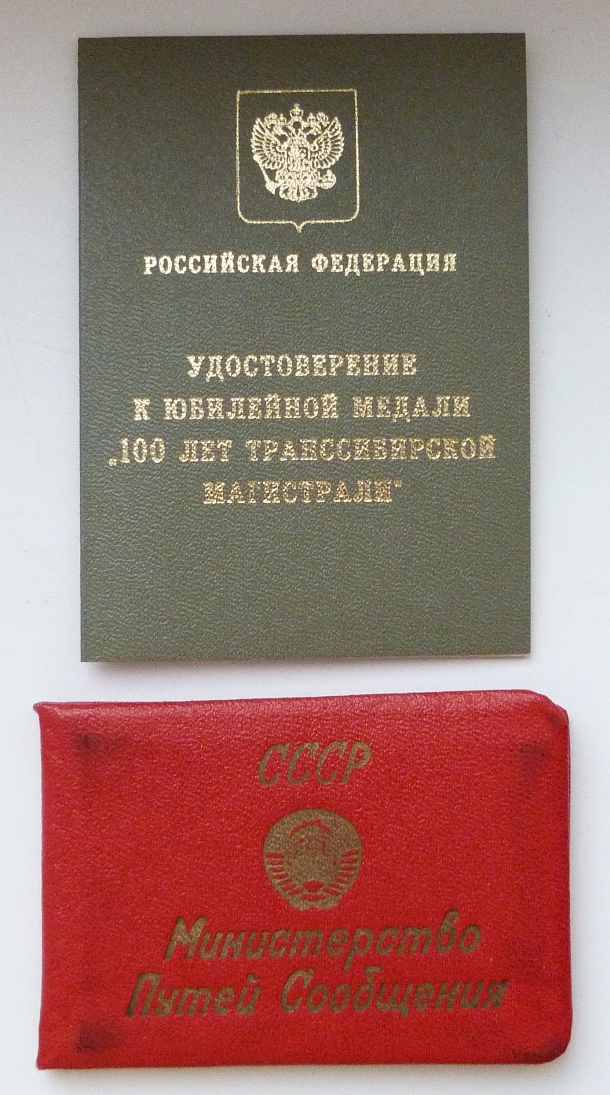 РОССИЙСКАЯ ФЕДЕРАЦИЯ
УДОСТОВЕРЕНИЕ
К ЮБИЛЕЙНОЙ МЕДАЛИ
„100 ЛЕТ ТРАНССИБИРСКОЙ
МАГИСТРАЛИ"
СССР
Министерство
Путей Сообщения